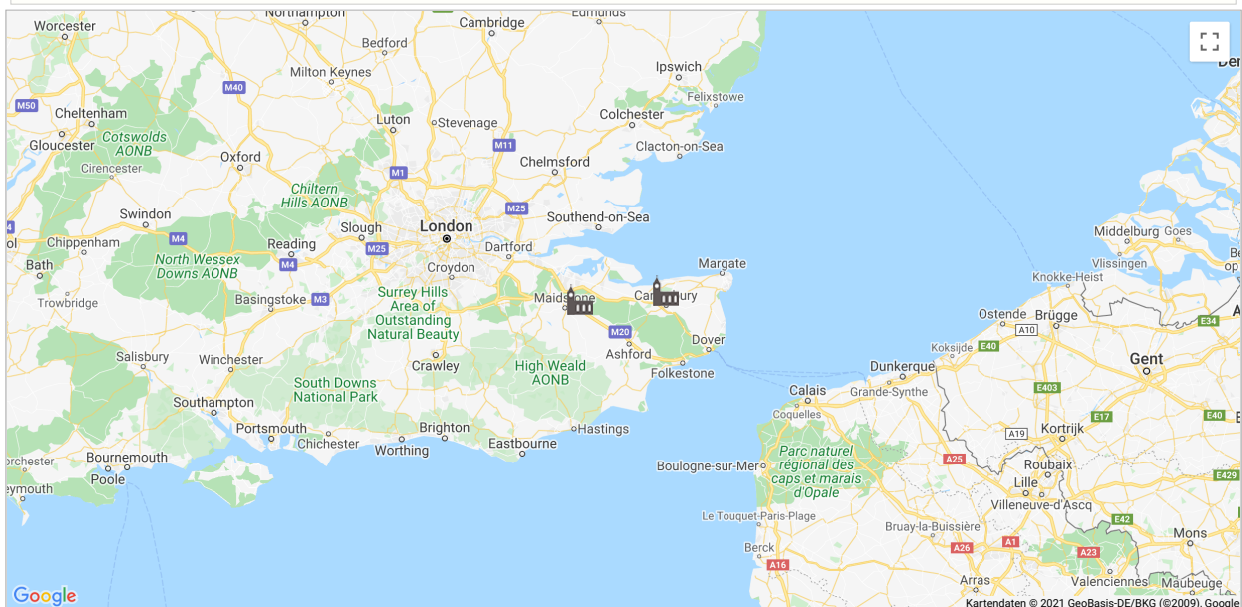 Northampton
Cambridge
Edmunds
Worcester
Bedford
Ipswich
Milton Keynes
M40
Felixstowe
M50
Cheltenham
Colchester
Luton
Stevenage
Cotswolds
AONB
Gloucester
M11
Clacton-on-Sea
Oxford
Chelmsford
Cirencester
M1
Chiltern
Hills AONB
M25
Swindon
Southend-on-Sea
London
Slough
M4
Chippenham
Reading
M25
Dartford
Middelburg
Goes
Bath
North Wessex
Downs AONB
M4
Croydon
Margate
Vlissingen
Knokke-Heist
Trowbridge
Basingstoke
M3
Surrey Hills
Area of
Outstanding
Natural Beauty
Maidstone
M20
Oostende
Brügge
A10
E34
Salisbury
Winchester
Crawley
High Weald
AONB
Ashford
Dover
Folkestone
Koksijde
E40
Gent
Dunkerque
Grande-Synthe
South Downs
National Park
Calais
Coquelles
E403
Southampton
E17
E40
Portsmouth
Chichester
Worthing
Brighton
Eastbourne
Hastings
A19
Kortrijk
Bournemouth
Poole
Boulogne-sur-Mer
Parc naturel
régional des
caps et marais
d'Opale
A25
Roubaix
Lille
E429
Villeneuve-d'Ascq
Le Touquet-Paris-Plage
E42
Bruay-la-Buissière
Mons
Berck
A26
A1
A23
A16
Arras
Valenciennes
Maubeuge
Google
Kartendaten © 2021 GeoBasis-DE/BKG (©2009), Google